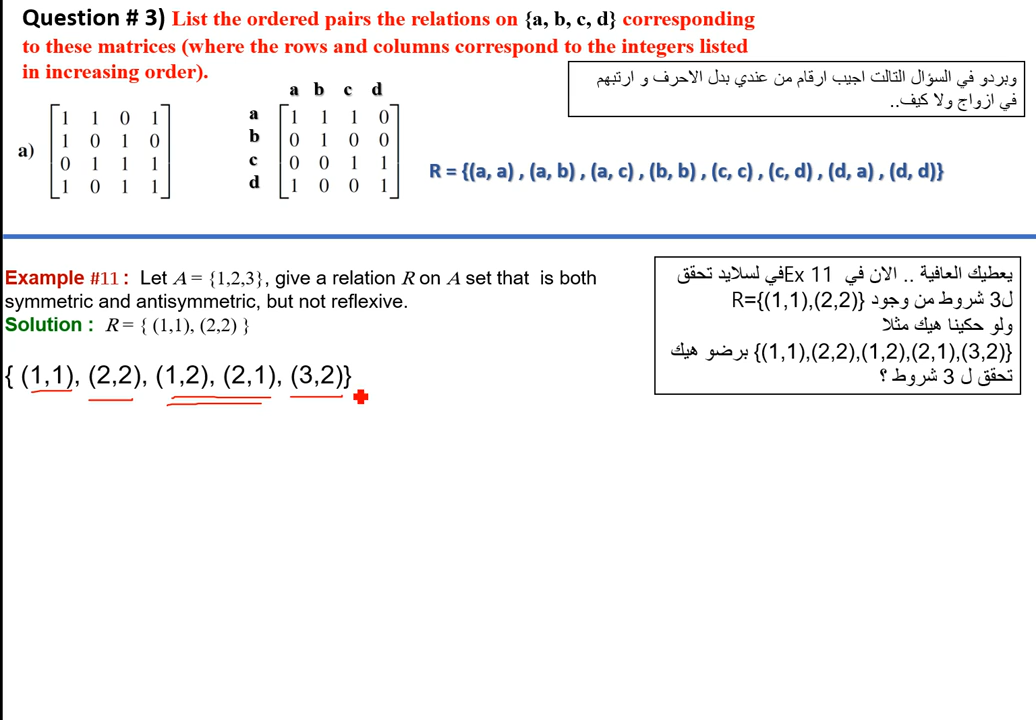 Question # 3) List the ordered pairs the relations on {a, b, c, d} corresponding
to these matrices (where the rows and columns correspond to the integers listed
in increasing order).
وبردو في السؤال التالت اجيب ارقام من عندي بدل الاحرف و ارتبهم
في ازواج ولا كيف..
a b c d
a)
1 1 0 1
1 0 1 0
0 1 1 1
1 0 1 1
a 1 1 1 0
b 0 1 0 0
c 0 0 1 1
d 1 0 0 1
R = {(a, a) , (a, b) , (a, c) , (b, b) , (c, c) , (c, d) , (d, a) , (d, d)}
Example #11 : Let A = {1,2,3}, give a relation R on A set that is both
symmetric and antisymmetric, but not reflexive.
Solution : R = { (1,1), (2,2) }
{ (1,1), (2,2), (1,2), (2,1), (3,2)}
يعطيك العافية .. الان في Ex 11في لسلايد تحقق
ل3 شروط من وجود R={(1,1),(2,2)}
ولو حكينا هيك مثلا
{(1,1),(2,2),(1,2),(2,1),(3,2)} برضو هيك
تحقق ل 3 شروط ؟